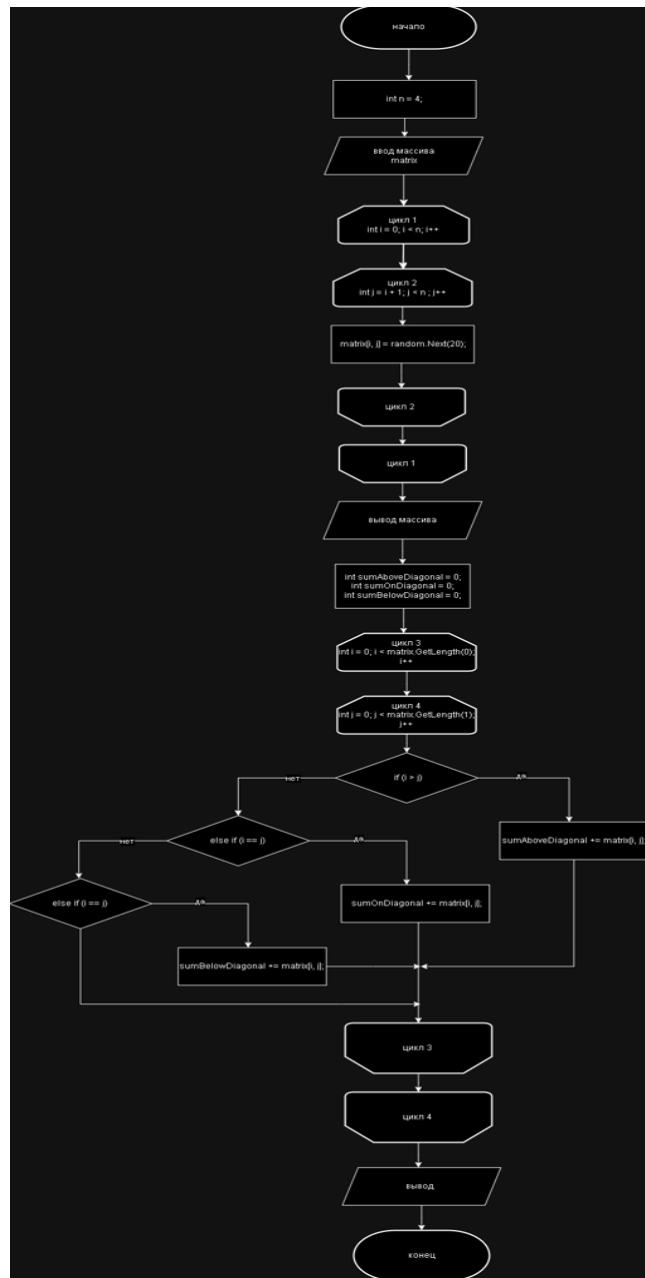 начало
int n = 4;
ввод массива
matrix
цикл 1
int i = 0; i < n; i++
цикл 2
int j = i + 1; j < n ; j++
matrix[i, j] = random.Next(20);
цикл 2
цикл 1
вывод массива
int sumAboveDiagonal = 0;
int sumOnDiagonal = 0;
int sumBelowDiagonal = 0;
цикл 3
int i = 0; i < matrix.GetLength(0);
i++
цикл 4
int j = 0; j < matrix.GetLength(1);
j++
if (i > j)
нет
да
else if (i == j)
sumAboveDiagonal += matrix[i, j];
нет
да
else if (i == j)
да
sumOnDiagonal += matrix[i, j];
sumBelowDiagonal += matrix[i, j];
цикл 3
цикл 4
вывод
конец